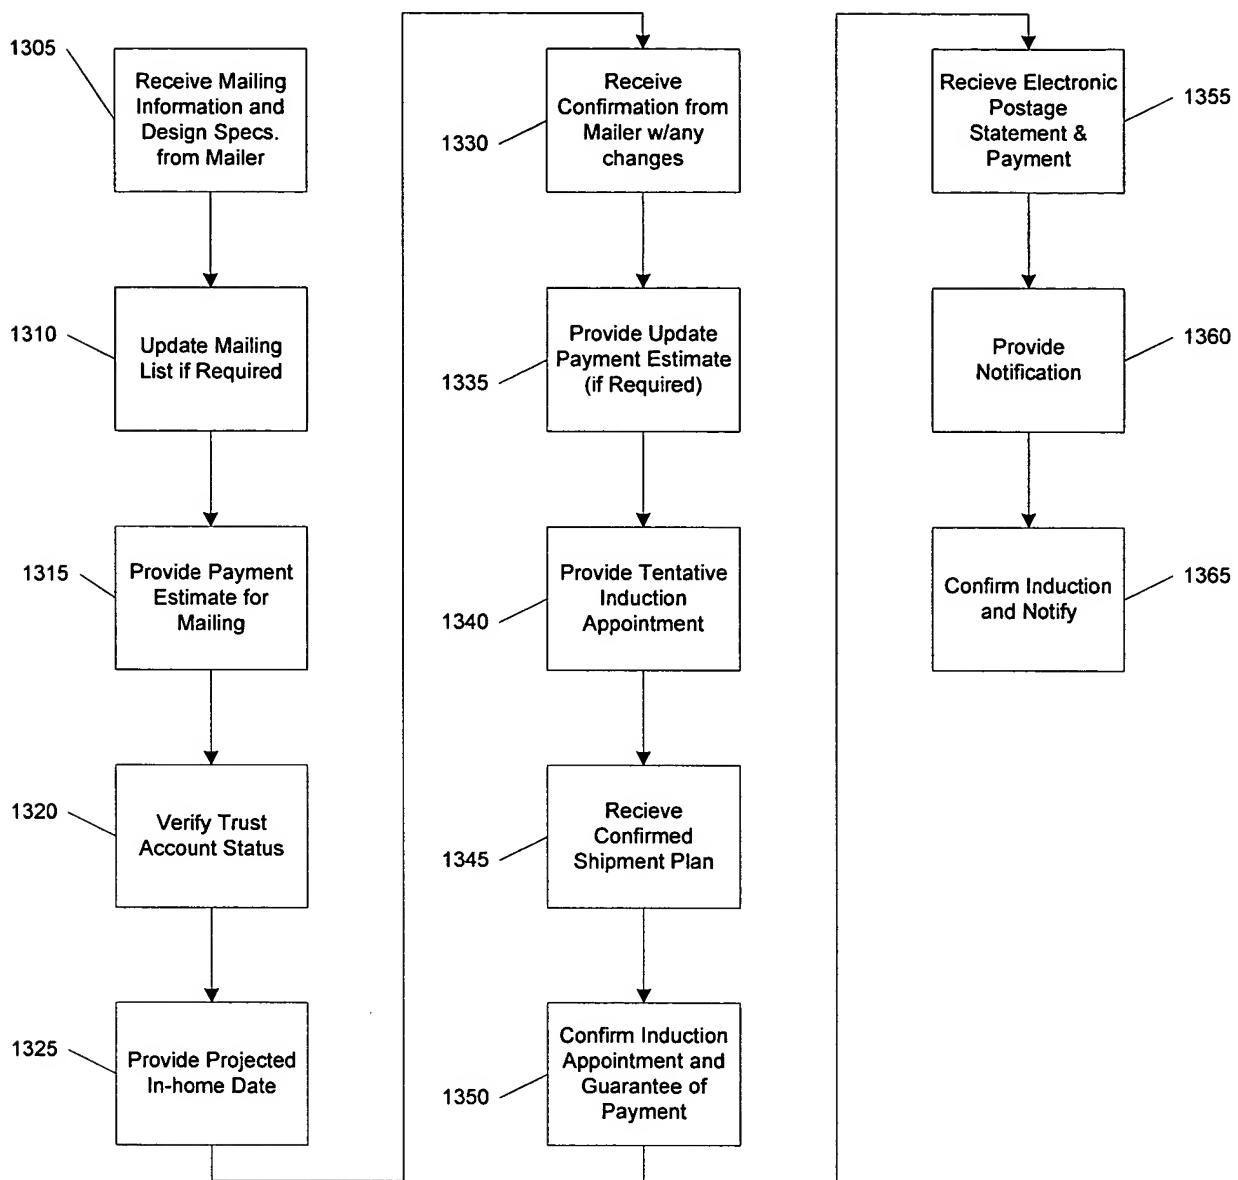 1305
Receive Mailing
Information and
Design Specs.
from Mailer
1310
Update Mailing
List if Required
1315
Provide Payment
Estimate for
Mailing
1320
Verify Trust
Account Status
1325
Provide Projected
In-home Date
1330
Receive
Confirmation from
Mailer w/any
changes
1335
Provide Update
Payment Estimate
(if Required)
1340
Provide Tentative
Induction
Appointment
1345
Recieve
Confirmed
Shipment Plan
1350
Confirm Induction
Appointment and
Guarantee of
Payment
1355
Recieve Electronic
Postage
Statement &
Payment
1360
Provide
Notification
1365
Confirm Induction
and Notify